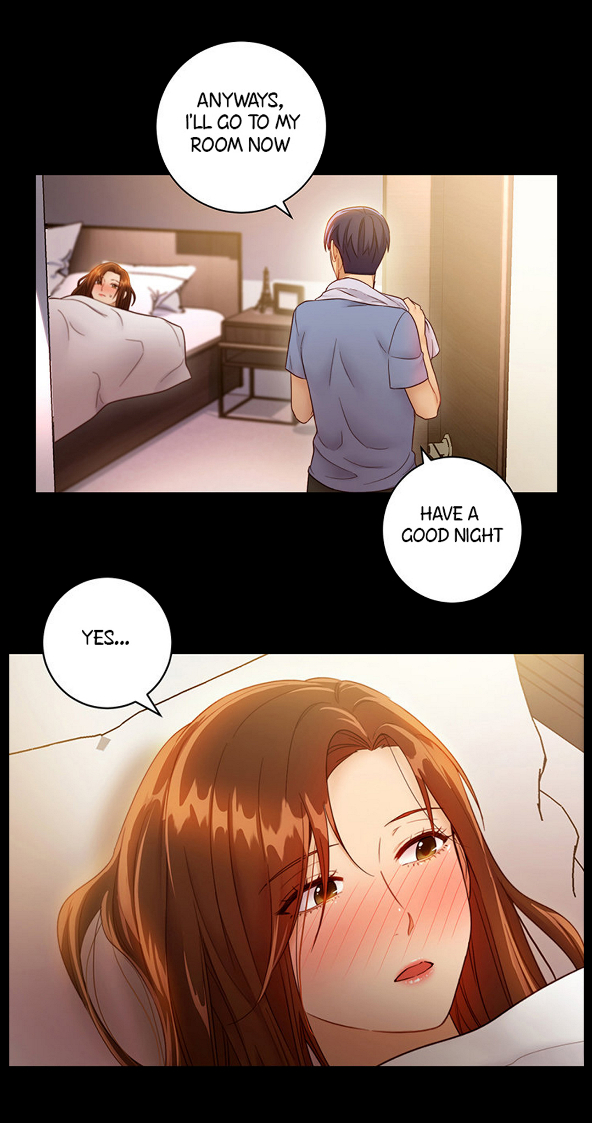 ANYWAYS,
I'LL GO TO MY
ROOM NOW
HAVE A
GOOD NIGHT
YES...